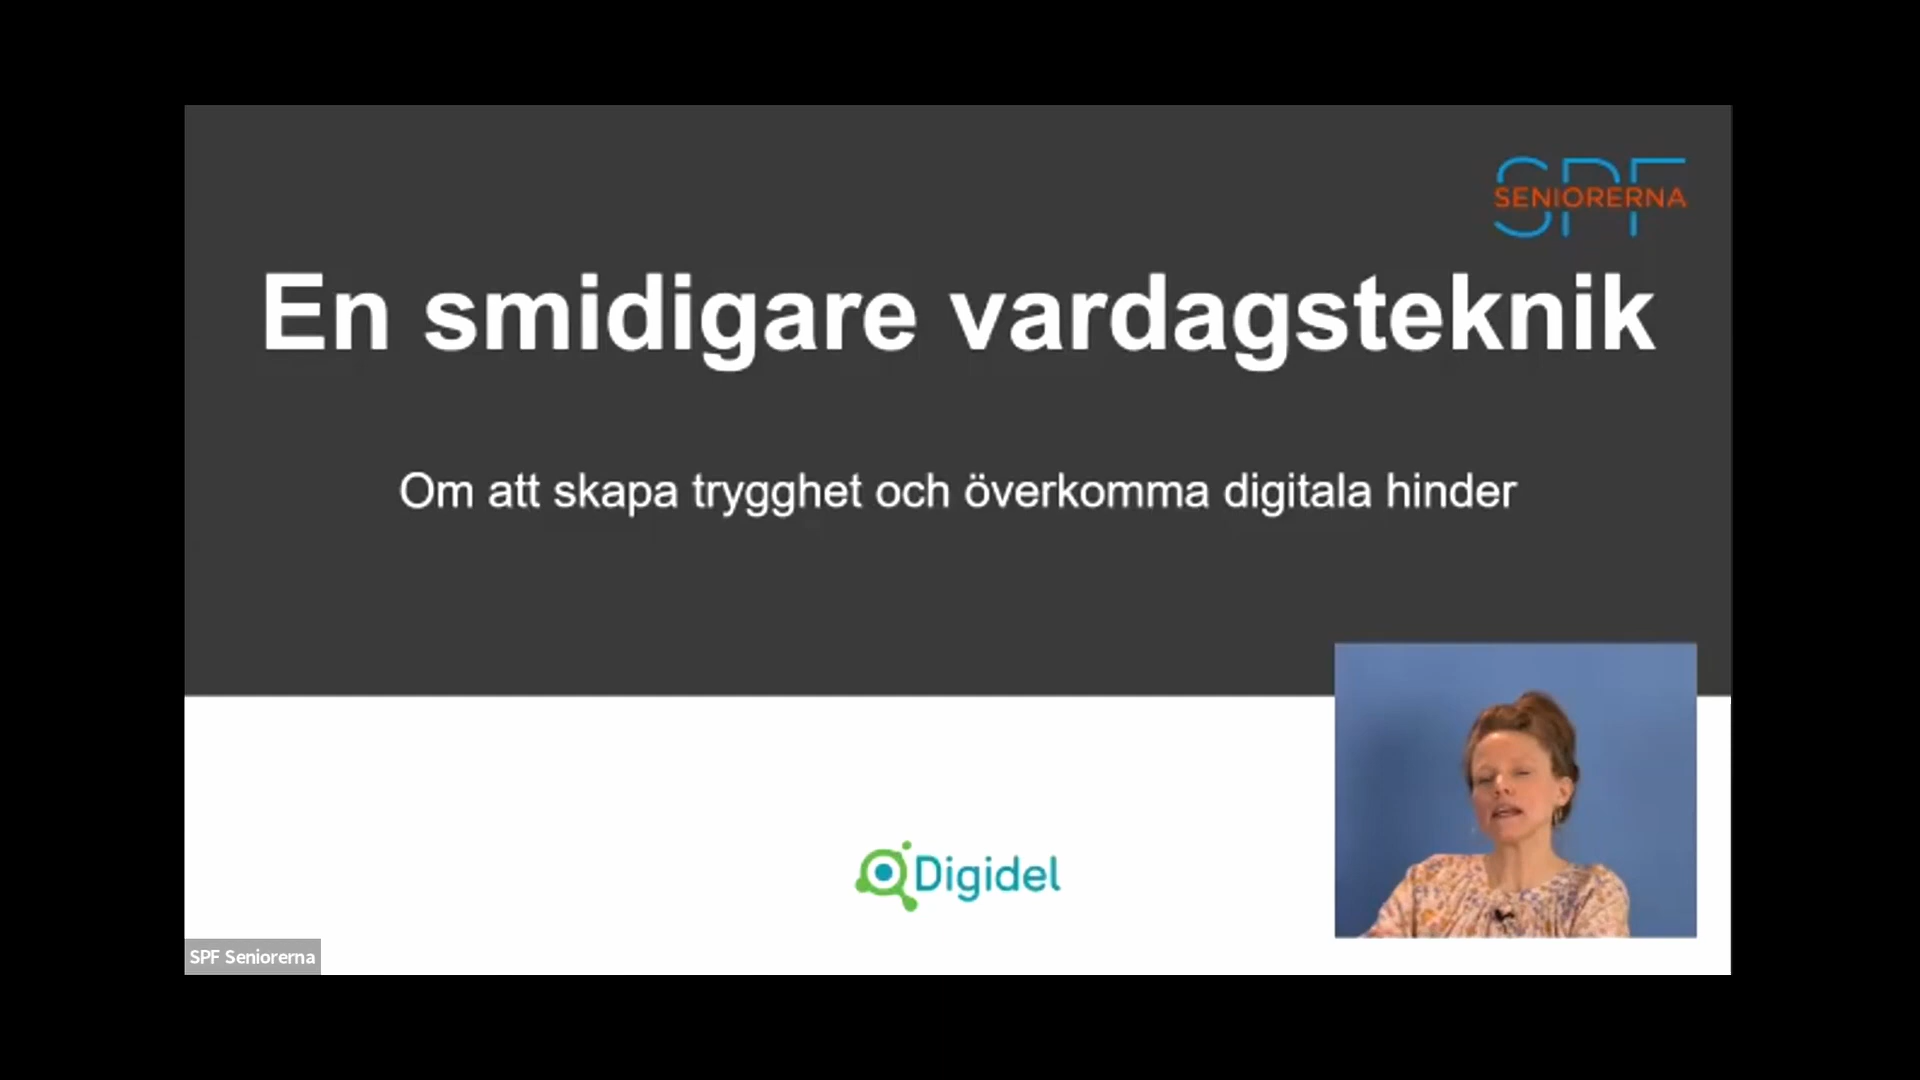 SPF
SENIORERNA
En smidigare vardagsteknik
Om att skapa trygghet och överkomma digitala hinder
Digidel
SPF Seniorerna